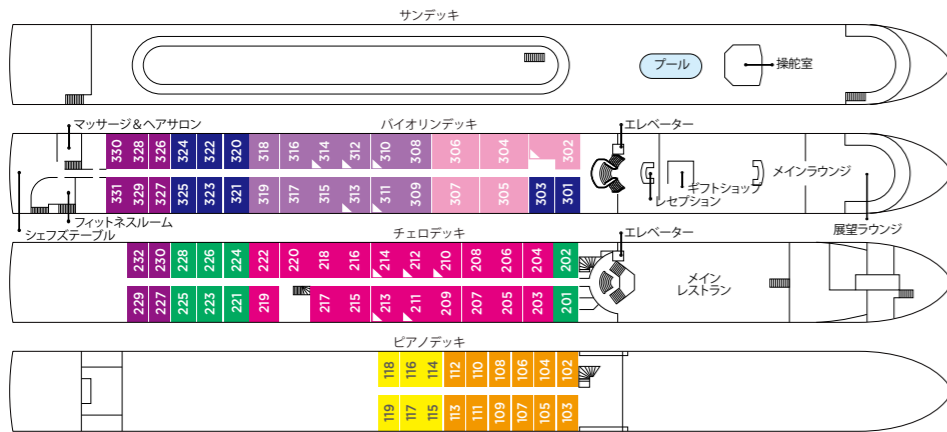 サンデッキ
プール
操舵室
マッサージ&ヘアサロン
バイオリンデッキ
エレベーター
330 328 326 324 322 320 318 316 314 312 310 308 306 304 302
331 329 327 325 323 321 319 317 315 313 311 309 307 305 303 301
メインラウンジ
ギフトショップ
レセプション
フィットネスルーム
シェフズテーブル
展望ラウンジ
チェロデッキ
エレベーター
232 230 228 226 224 222 220 218 216 214 212 210 208 206 204 202
229 227 225 223 221 219 217 215 213 211 209 207 205 203 201
メイン
レストラン
ピアノデッキ
118 116 114 112 110 108 106 104 102
119 117 115 113 111 109 107 105 103